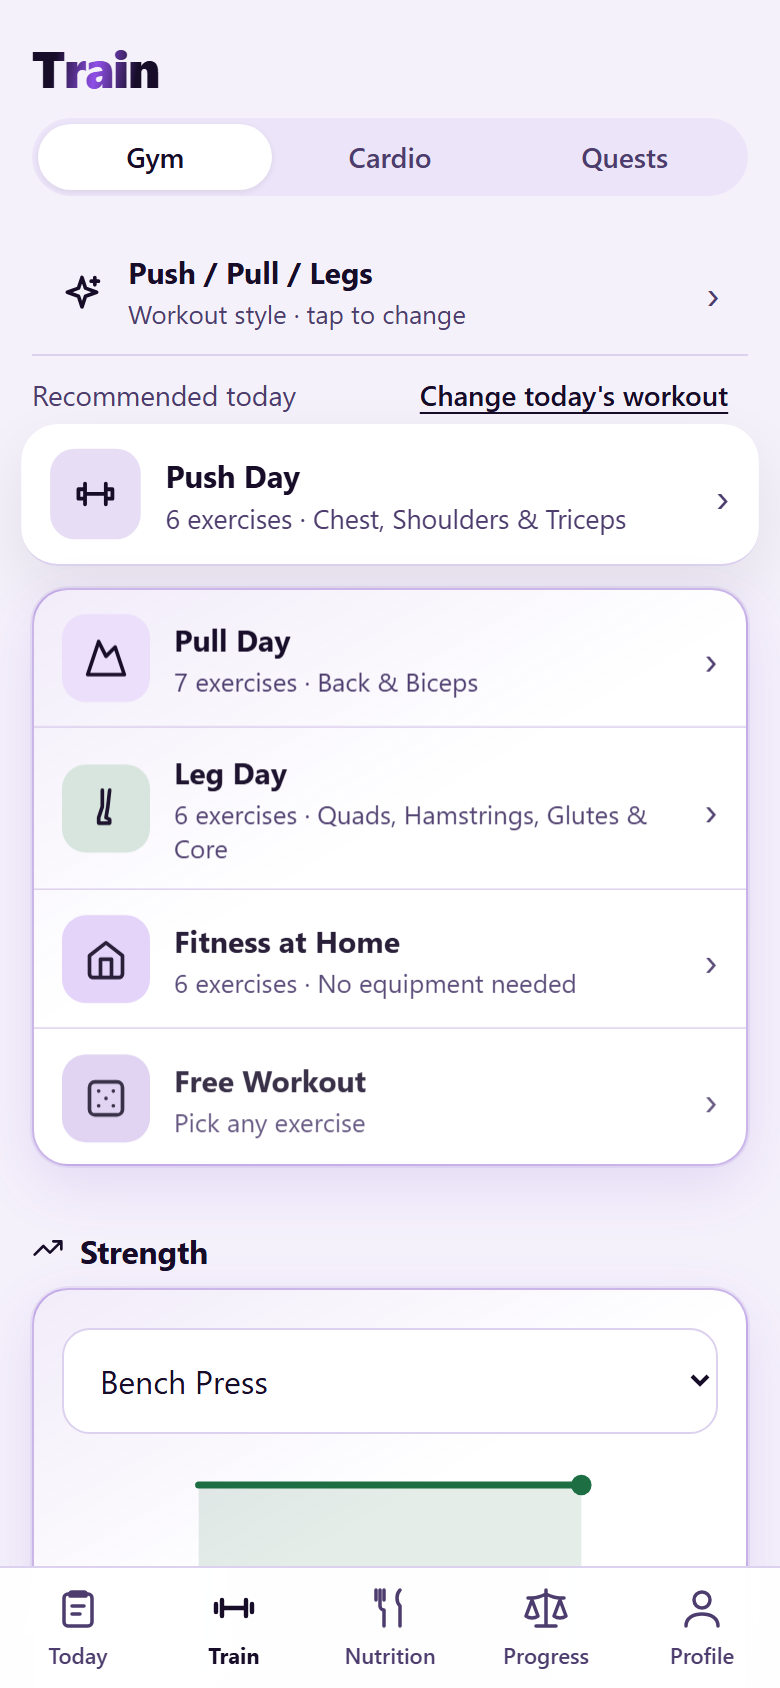 Train
Gym
Cardio
Quests
Push / Pull / Legs
Workout style · tap to change
Recommended today
Change today's workout
Push Day
6 exercises · Chest, Shoulders & Triceps
Pull Day
7 exercises · Back & Biceps
Leg Day
6 exercises · Quads, Hamstrings, Glutes &
Core
Fitness at Home
6 exercises · No equipment needed
Free Workout
Pick any exercise
Strength
Bench Press
Today
Train
Nutrition
Progress
Profile